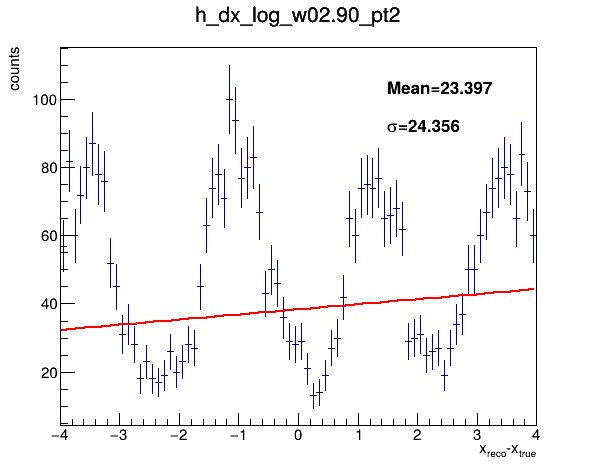 h_dx_log_w02.90_pt2
counts
Mean=23.397
σ=24.356
100
80
60
40
20
−4 −3 −2 −1 0 1 2 3 4
x_reco-x_true